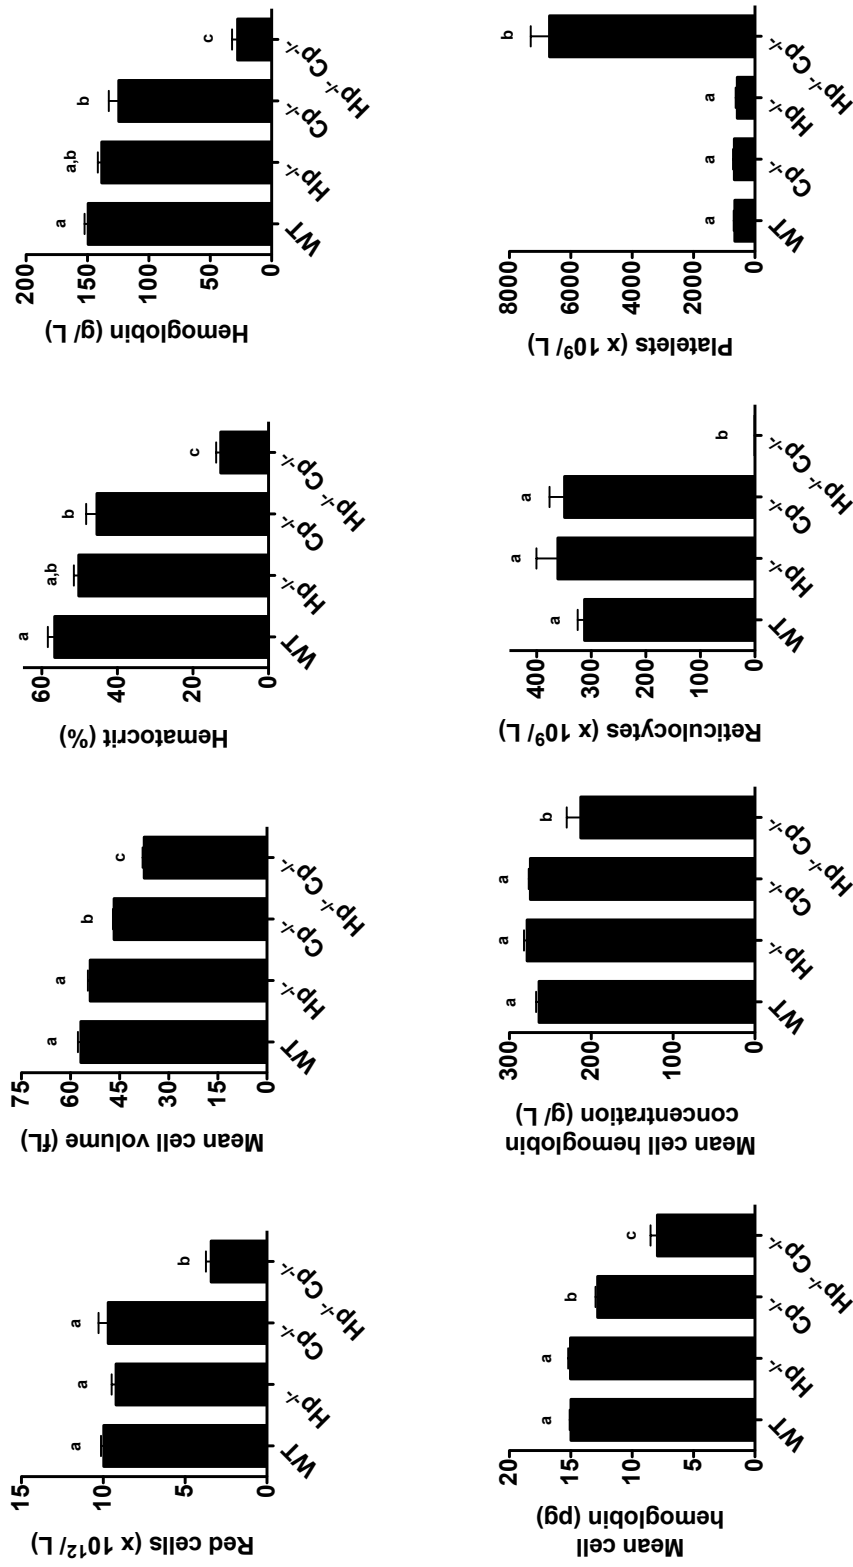 Red cells (x 10¹²/ L)
15
10
5
0
a
a
a
b
WT
Hp⁻/⁻
Cp⁻/⁻
Hp⁻/⁻Cp⁻/⁻
Mean cell volume (fL)
75
60
45
30
15
0
a
a
b
c
WT
Hp⁻/⁻
Cp⁻/⁻
Hp⁻/⁻Cp⁻/⁻
Hematocrit (%)
60
40
20
0
a
a,b
b
c
WT
Hp⁻/⁻
Cp⁻/⁻
Hp⁻/⁻Cp⁻/⁻
Hemoglobin (g/ L)
200
150
100
50
0
a
a,b
b
c
WT
Hp⁻/⁻
Cp⁻/⁻
Hp⁻/⁻Cp⁻/⁻
Mean cell
hemoglobin (pg)
20
15
10
5
0
a
a
b
c
WT
Hp⁻/⁻
Cp⁻/⁻
Hp⁻/⁻Cp⁻/⁻
Mean cell hemoglobin
concentration (g/ L)
300
200
100
0
a
a
a
b
WT
Hp⁻/⁻
Cp⁻/⁻
Hp⁻/⁻Cp⁻/⁻
Reticulocytes (x 10⁹/ L)
400
300
200
100
0
a
a
a
b
WT
Hp⁻/⁻
Cp⁻/⁻
Hp⁻/⁻Cp⁻/⁻
Platelets (x 10⁹/ L)
8000
6000
4000
2000
0
a
a
a
b
WT
Cp⁻/⁻
Hp⁻/⁻
Hp⁻/⁻Cp⁻/⁻